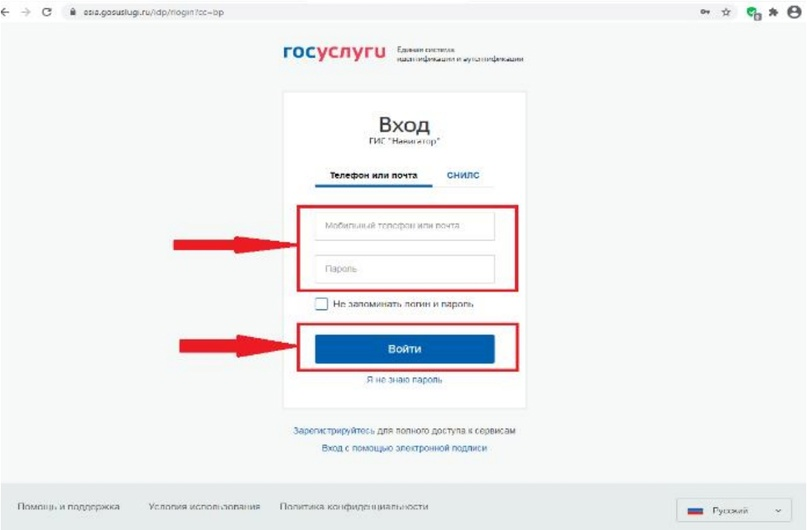 esia.gosuslugi.ru/idp/rlogin?cc=bp
госуслуги
Единая система
идентификации и аутентификации
Вход
ГИС "Навигатор"
Телефон или почта СНИЛС
Мобильный телефон или почта
Пароль
Не запоминать логин и пароль
Войти
Я не знаю пароль
Зарегистрируйтесь для полного доступа к сервисам
Вход с помощью электронной подписи
Помощь и поддержка Условия использования Политика конфиденциальности
Русский